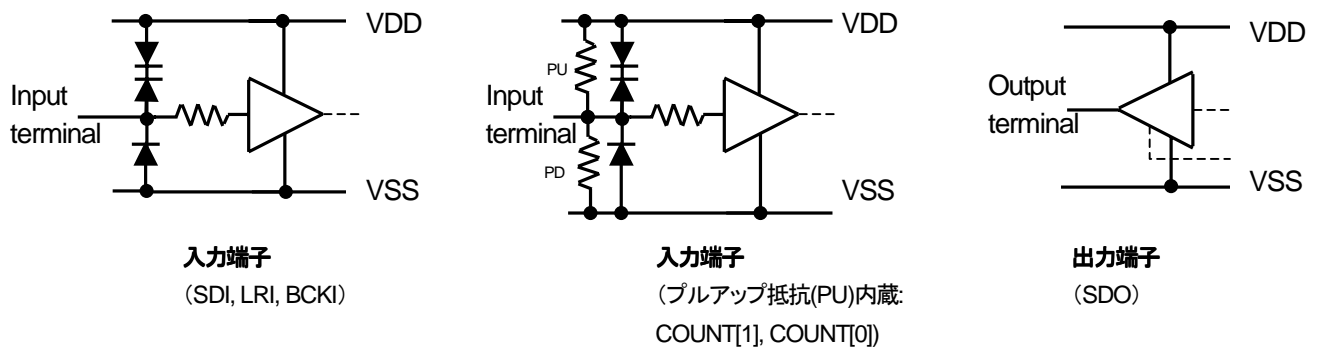 VDD
Input
terminal
VSS
入力端子
（SDI, LRI, BCKI）
VDD
PU
Input
terminal
PD
VSS
入力端子
（プルアップ抵抗(PU)内蔵:
COUNT[1], COUNT[0])
VDD
Output
terminal
VSS
出力端子
（SDO）